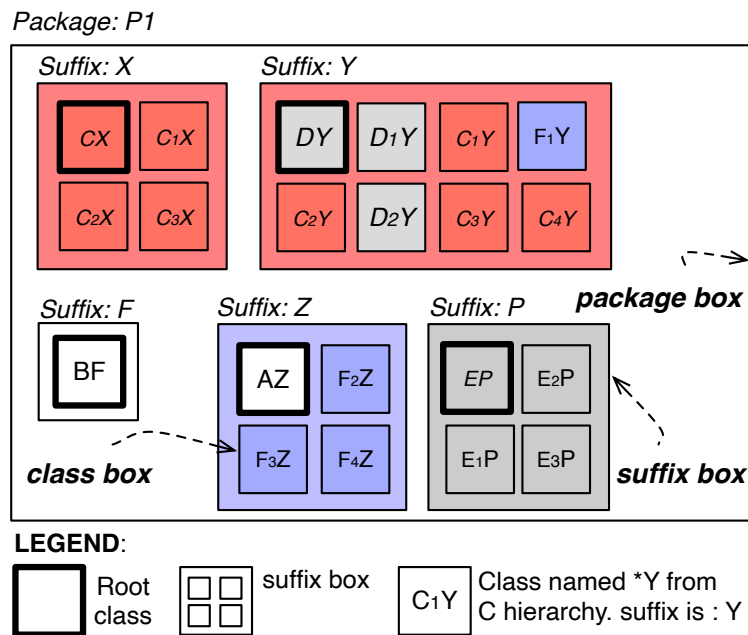 Package: P1
Suffix: X
Suffix: Y
CX C₁X
DY D₁Y C₁Y F₁Y
C₂X C₃X
C₂Y D₂Y C₃Y C₄Y
package box
Suffix: F
Suffix: Z
Suffix: P
BF
AZ F₂Z
EP E₂P
F₃Z F₄Z
E₁P E₃P
class box
suffix box
LEGEND:
Root
class
suffix box
C₁Y
Class named *Y from
C hierarchy. suffix is : Y